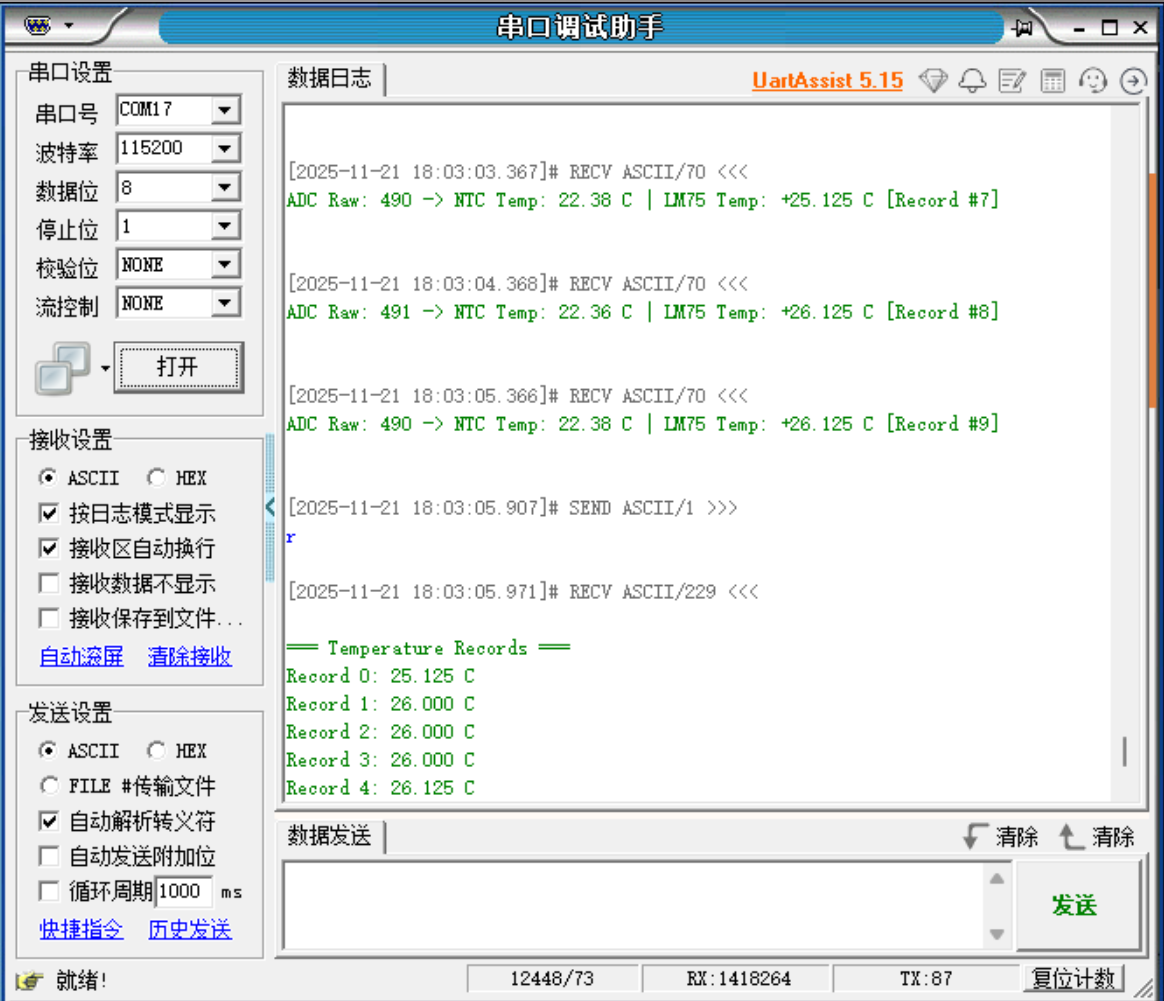 串口调试助手
串口设置
串口号 COM17
波特率 115200
数据位 8
停止位 1
校验位 NONE
流控制 NONE
打开
接收设置
ASCII HEX
按日志模式显示
接收区自动换行
接收数据不显示
接收保存到文件...
自动滚屏 清除接收
发送设置
ASCII HEX
FILE #传输文件
自动解析转义符
自动发送附加位
循环周期 1000 ms
快捷指令 历史发送
数据日志
UartAssist 5.15
[2025-11-21 18:03:03.367]# RECV ASCII/70 <<<
ADC Raw: 490 -> NTC Temp: 22.38 C | LM75 Temp: +25.125 C [Record #7]
[2025-11-21 18:03:04.368]# RECV ASCII/70 <<<
ADC Raw: 491 -> NTC Temp: 22.36 C | LM75 Temp: +26.125 C [Record #8]
[2025-11-21 18:03:05.366]# RECV ASCII/70 <<<
ADC Raw: 490 -> NTC Temp: 22.38 C | LM75 Temp: +26.125 C [Record #9]
[2025-11-21 18:03:05.907]# SEND ASCII/1 >>>
r
[2025-11-21 18:03:05.971]# RECV ASCII/229 <<<
=== Temperature Records ===
Record 0: 25.125 C
Record 1: 26.000 C
Record 2: 26.000 C
Record 3: 26.000 C
Record 4: 26.125 C
数据发送
清除 清除
发送
就绪!
12448/73
RX:1418264
TX:87
复位计数